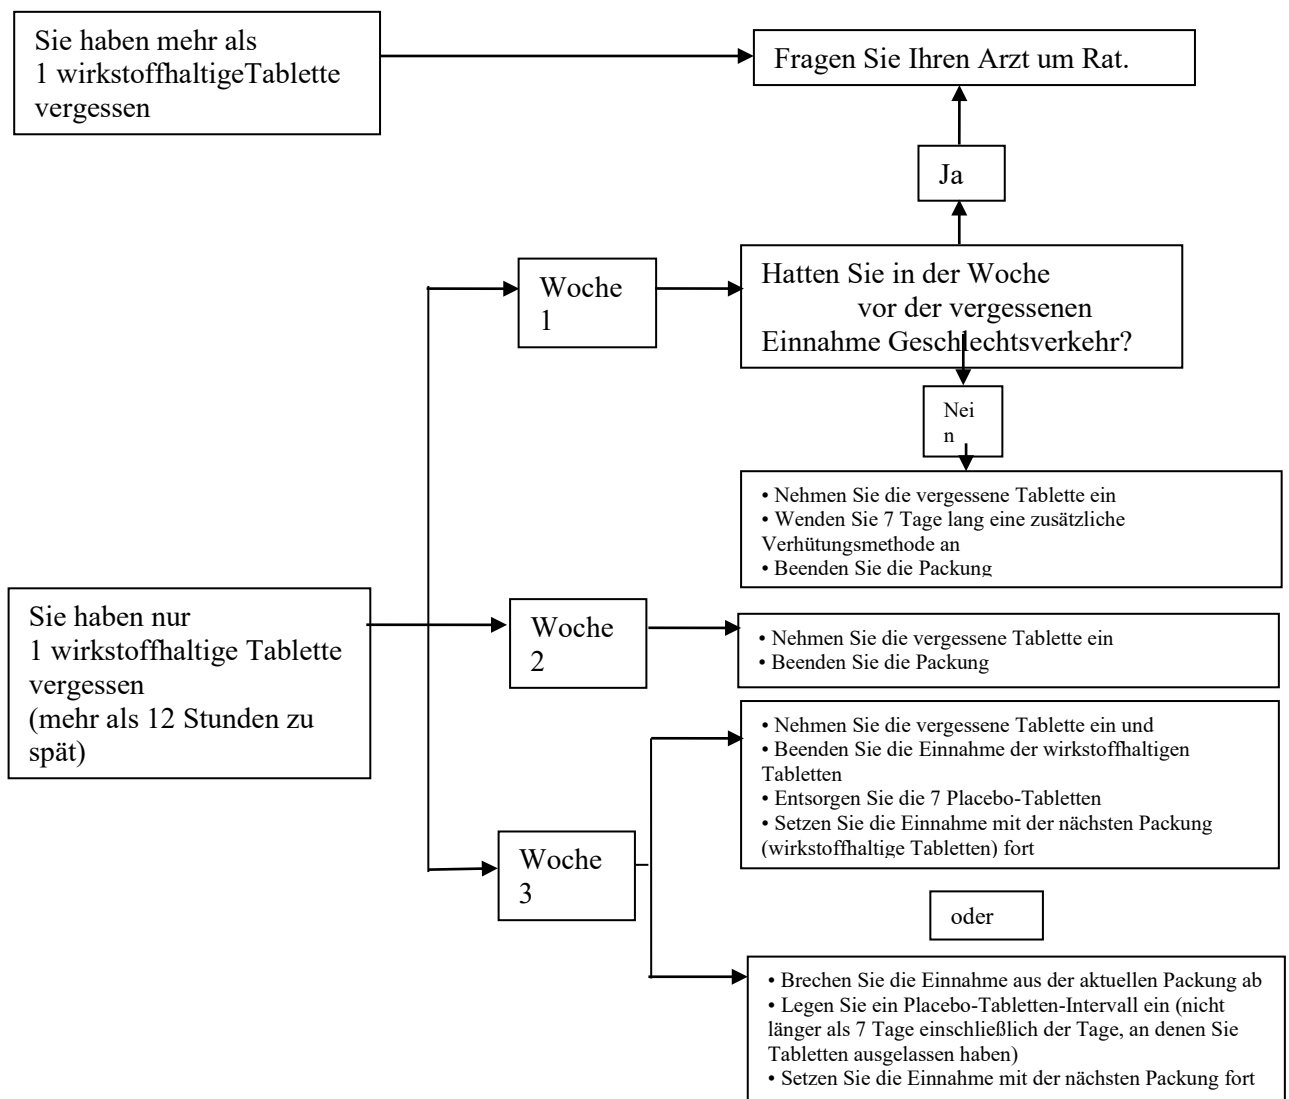 Sie haben mehr als
1 wirkstoffhaltigeTablette
vergessen
Fragen Sie Ihren Arzt um Rat.
Ja
Hatten Sie in der Woche
vor der vergessenen
Einnahme Geschlechtsverkehr?
Woche
1
Nei
n
• Nehmen Sie die vergessene Tablette ein
• Wenden Sie 7 Tage lang eine zusätzliche
Verhütungsmethode an
• Beenden Sie die Packung
Sie haben nur
1 wirkstoffhaltige Tablette
vergessen
(mehr als 12 Stunden zu
spät)
Woche
2
• Nehmen Sie die vergessene Tablette ein
• Beenden Sie die Packung
Woche
3
• Nehmen Sie die vergessene Tablette ein und
• Beenden Sie die Einnahme der wirkstoffhaltigen
Tabletten
• Entsorgen Sie die 7 Placebo-Tabletten
• Setzen Sie die Einnahme mit der nächsten Packung
(wirkstoffhaltige Tabletten) fort
oder
• Brechen Sie die Einnahme aus der aktuellen Packung ab
• Legen Sie ein Placebo-Tabletten-Intervall ein (nicht
länger als 7 Tage einschließlich der Tage, an denen Sie
Tabletten ausgelassen haben)
• Setzen Sie die Einnahme mit der nächsten Packung fort